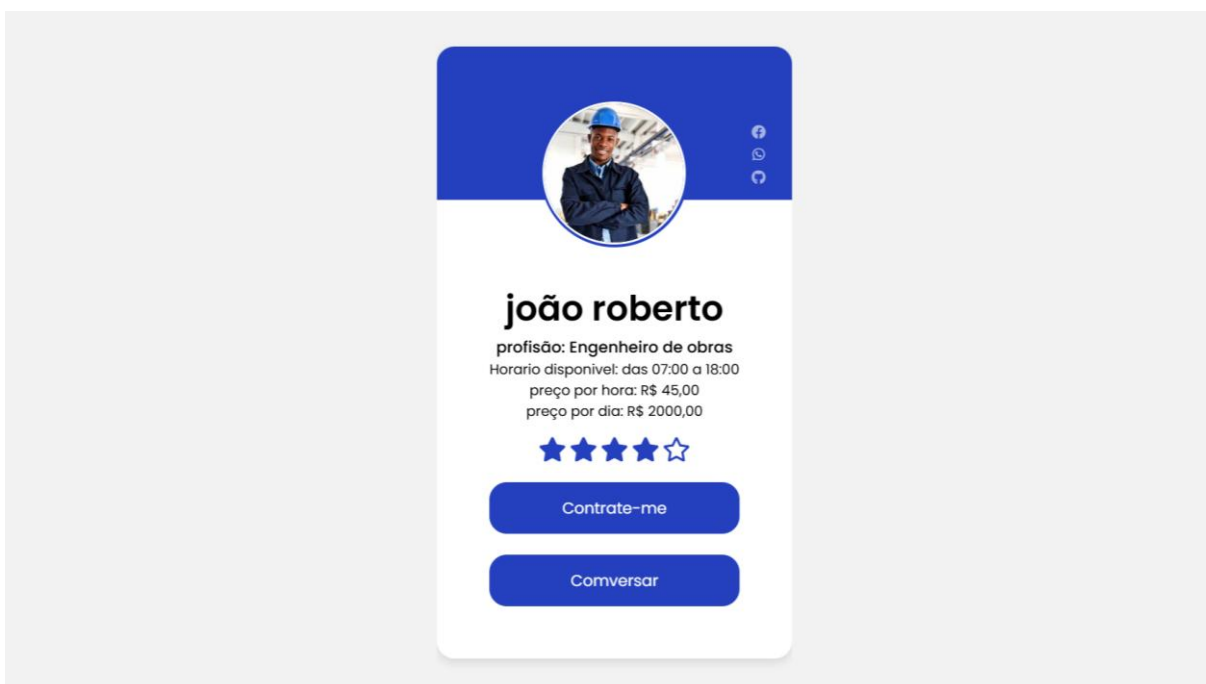 joão roberto
profisão: Engenheiro de obras
Horario disponivel: das 07:00 a 18:00
preço por hora: R$ 45,00
preço por dia: R$ 2000,00
Contrate-me
Comversar